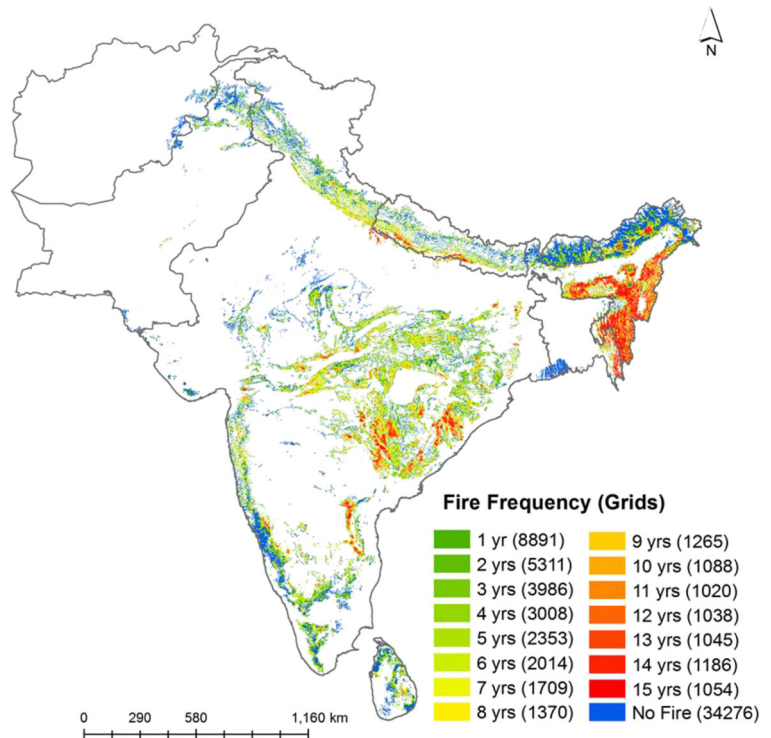 N
Fire Frequency (Grids)
1 yr (8891)
2 yrs (5311)
3 yrs (3986)
4 yrs (3008)
5 yrs (2353)
6 yrs (2014)
7 yrs (1709)
8 yrs (1370)
9 yrs (1265)
10 yrs (1088)
11 yrs (1020)
12 yrs (1038)
13 yrs (1045)
14 yrs (1186)
15 yrs (1054)
No Fire (34276)
0 290 580 1,160 km